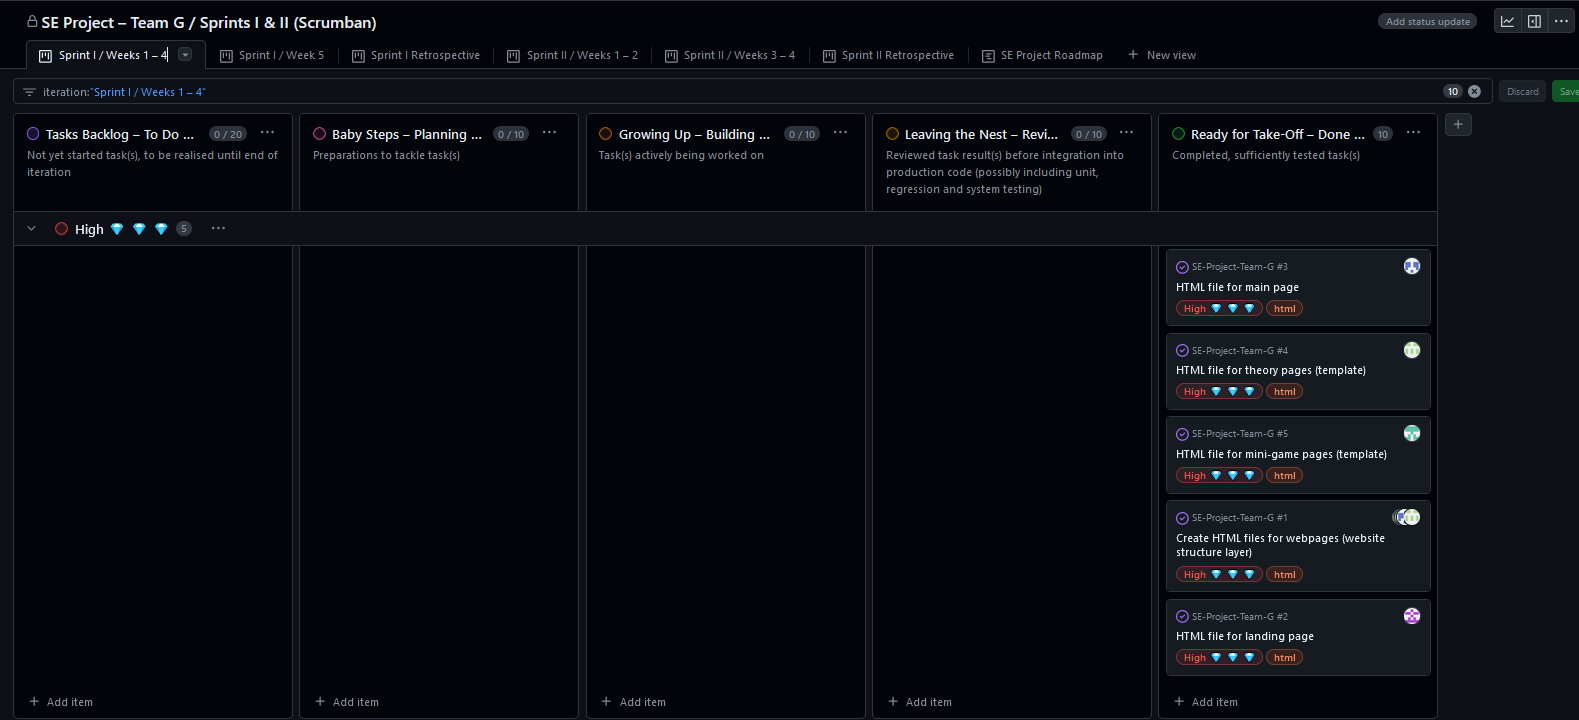 SE Project – Team G / Sprints I & II (Scrumban)
Add status update
Sprint I / Weeks 1 – 4
Sprint I / Week 5
Sprint I Retrospective
Sprint II / Weeks 1 – 2
Sprint II / Weeks 3 – 4
Sprint II Retrospective
SE Project Roadmap
New view
iteration:"Sprint I / Weeks 1 – 4"
10
Discard
Save
Tasks Backlog – To Do ...
0 / 20
Not yet started task(s), to be realised until end of
iteration
Baby Steps – Planning ...
0 / 10
Preparations to tackle task(s)
Growing Up – Building ...
0 / 10
Task(s) actively being worked on
Leaving the Nest – Revi...
0 / 10
Reviewed task result(s) before integration into
production code (possibly including unit,
regression and system testing)
Ready for Take-Off – Done ...
10
Completed, sufficiently tested task(s)
High 💎 💎 💎 5
SE-Project-Team-G #3
HTML file for main page
High 💎 💎 💎 html
SE-Project-Team-G #4
HTML file for theory pages (template)
High 💎 💎 💎 html
SE-Project-Team-G #5
HTML file for mini-game pages (template)
High 💎 💎 💎 html
SE-Project-Team-G #1
Create HTML files for webpages (website
structure layer)
High 💎 💎 💎 html
SE-Project-Team-G #2
HTML file for landing page
High 💎 💎 💎 html
+ Add item
+ Add item
+ Add item
+ Add item
+ Add item